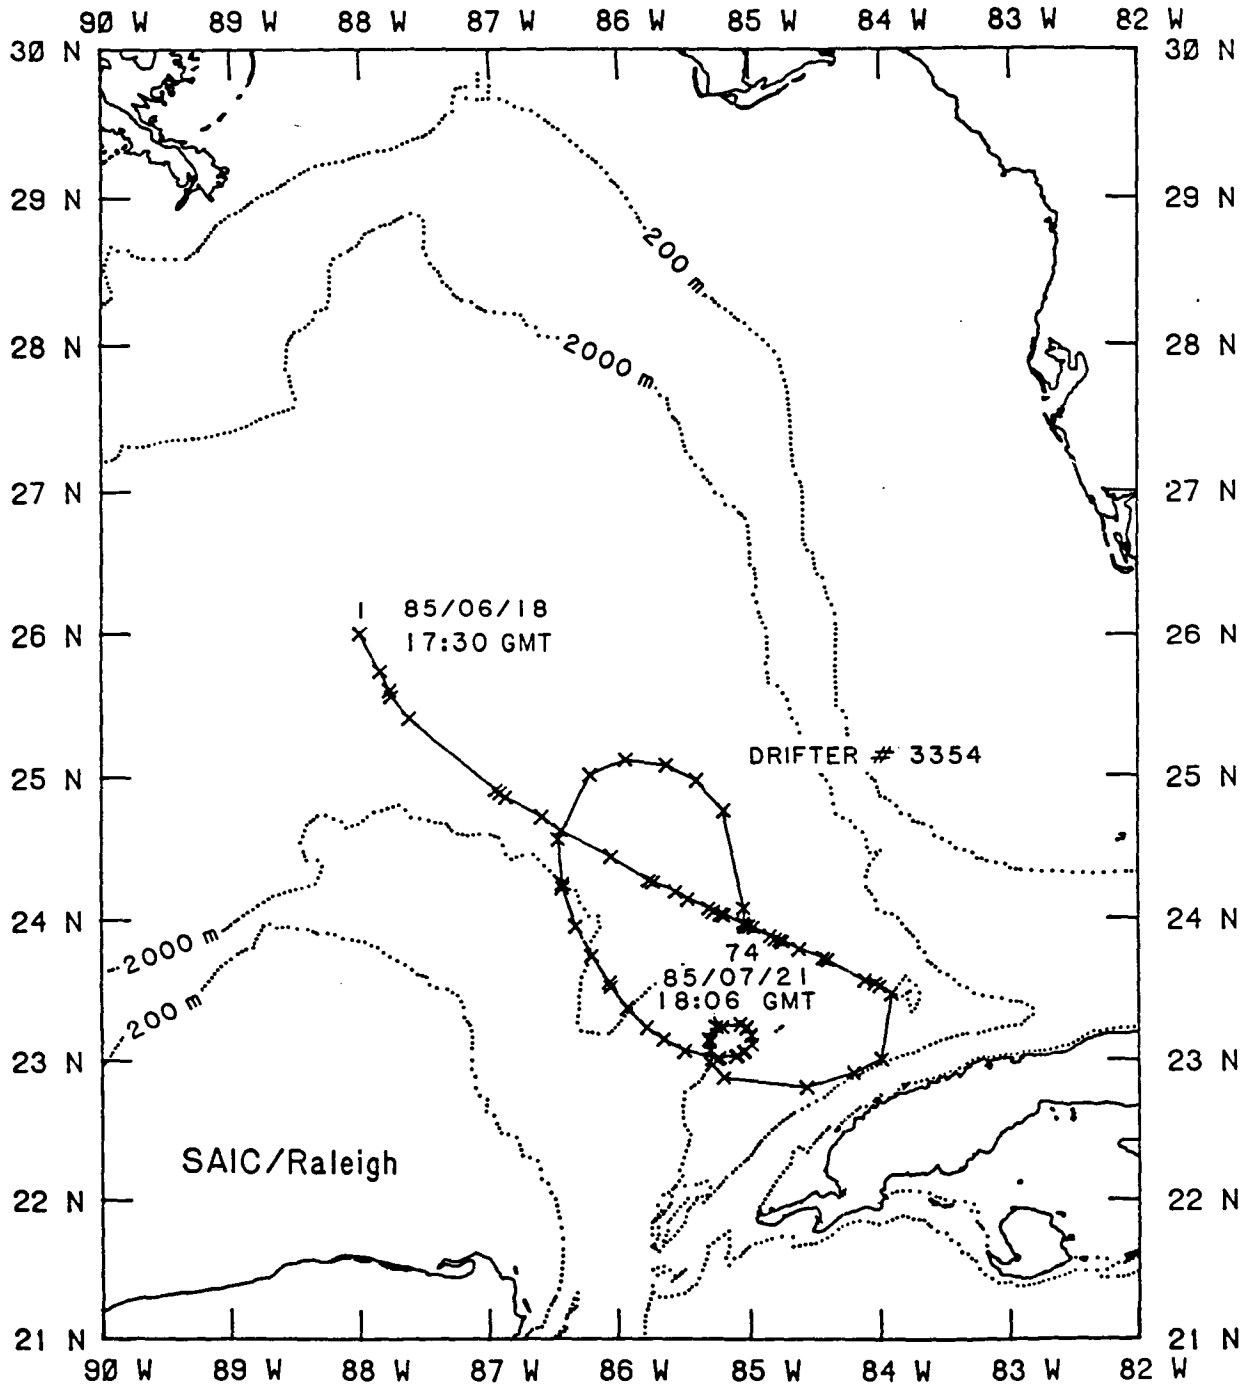 90 W 89 W 88 W 87 W 86 W 85 W 84 W 83 W 82 W
30 N 30 N
29 N 29 N
200 m
28 N 28 N
2000 m
27 N 27 N
1 85/06/18
26 N 26 N
17:30 GMT
DRIFTER # 3354
25 N 25 N
24 N 24 N
2000 m
74
85/07/21
200 m
18:06 GMT
23 N 23 N
SAIC/Raleigh
22 N 22 N
21 N 21 N
90 W 89 W 88 W 87 W 86 W 85 W 84 W 83 W 82 W